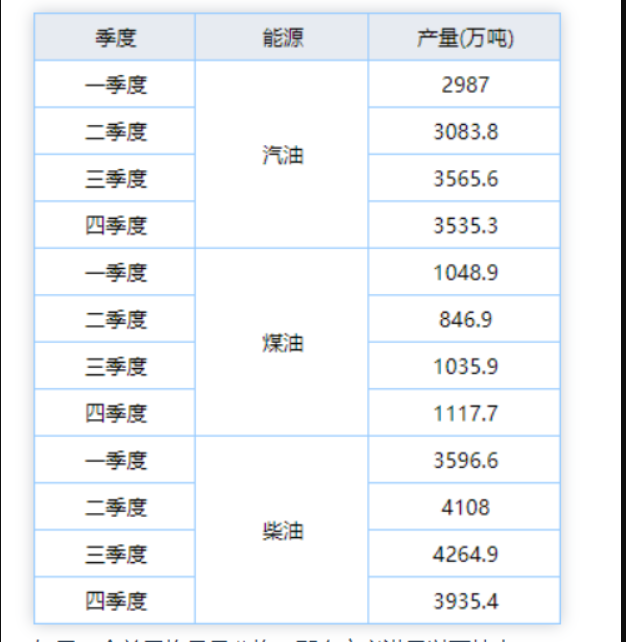 季度 能源 产量(万吨)
一季度 2987
二季度 3083.8
汽油
三季度 3565.6
四季度 3535.3
一季度 1048.9
二季度 846.9
煤油
三季度 1035.9
四季度 1117.7
一季度 3596.6
二季度 4108
柴油
三季度 4264.9
四季度 3935.4